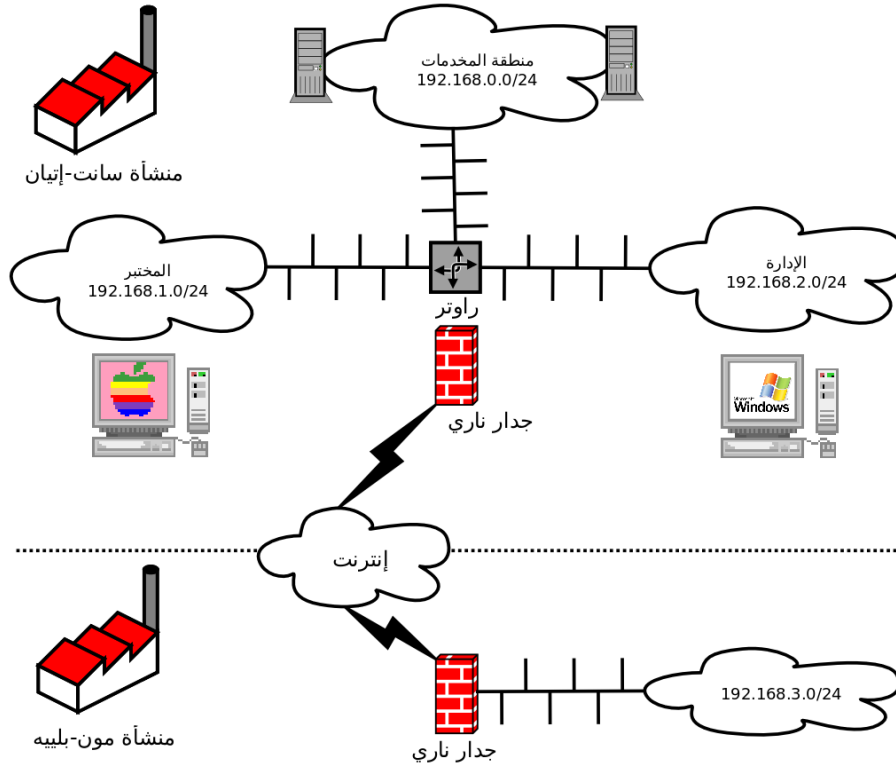 منطقة المخدمات
192.168.0.0/24
منشأة سانت-إتيان
المختبر
192.168.1.0/24
الإدارة
192.168.2.0/24
راوتر
Microsoft
Windows
جدار ناري
إنترنت
192.168.3.0/24
منشأة مون-بلييه
جدار ناري